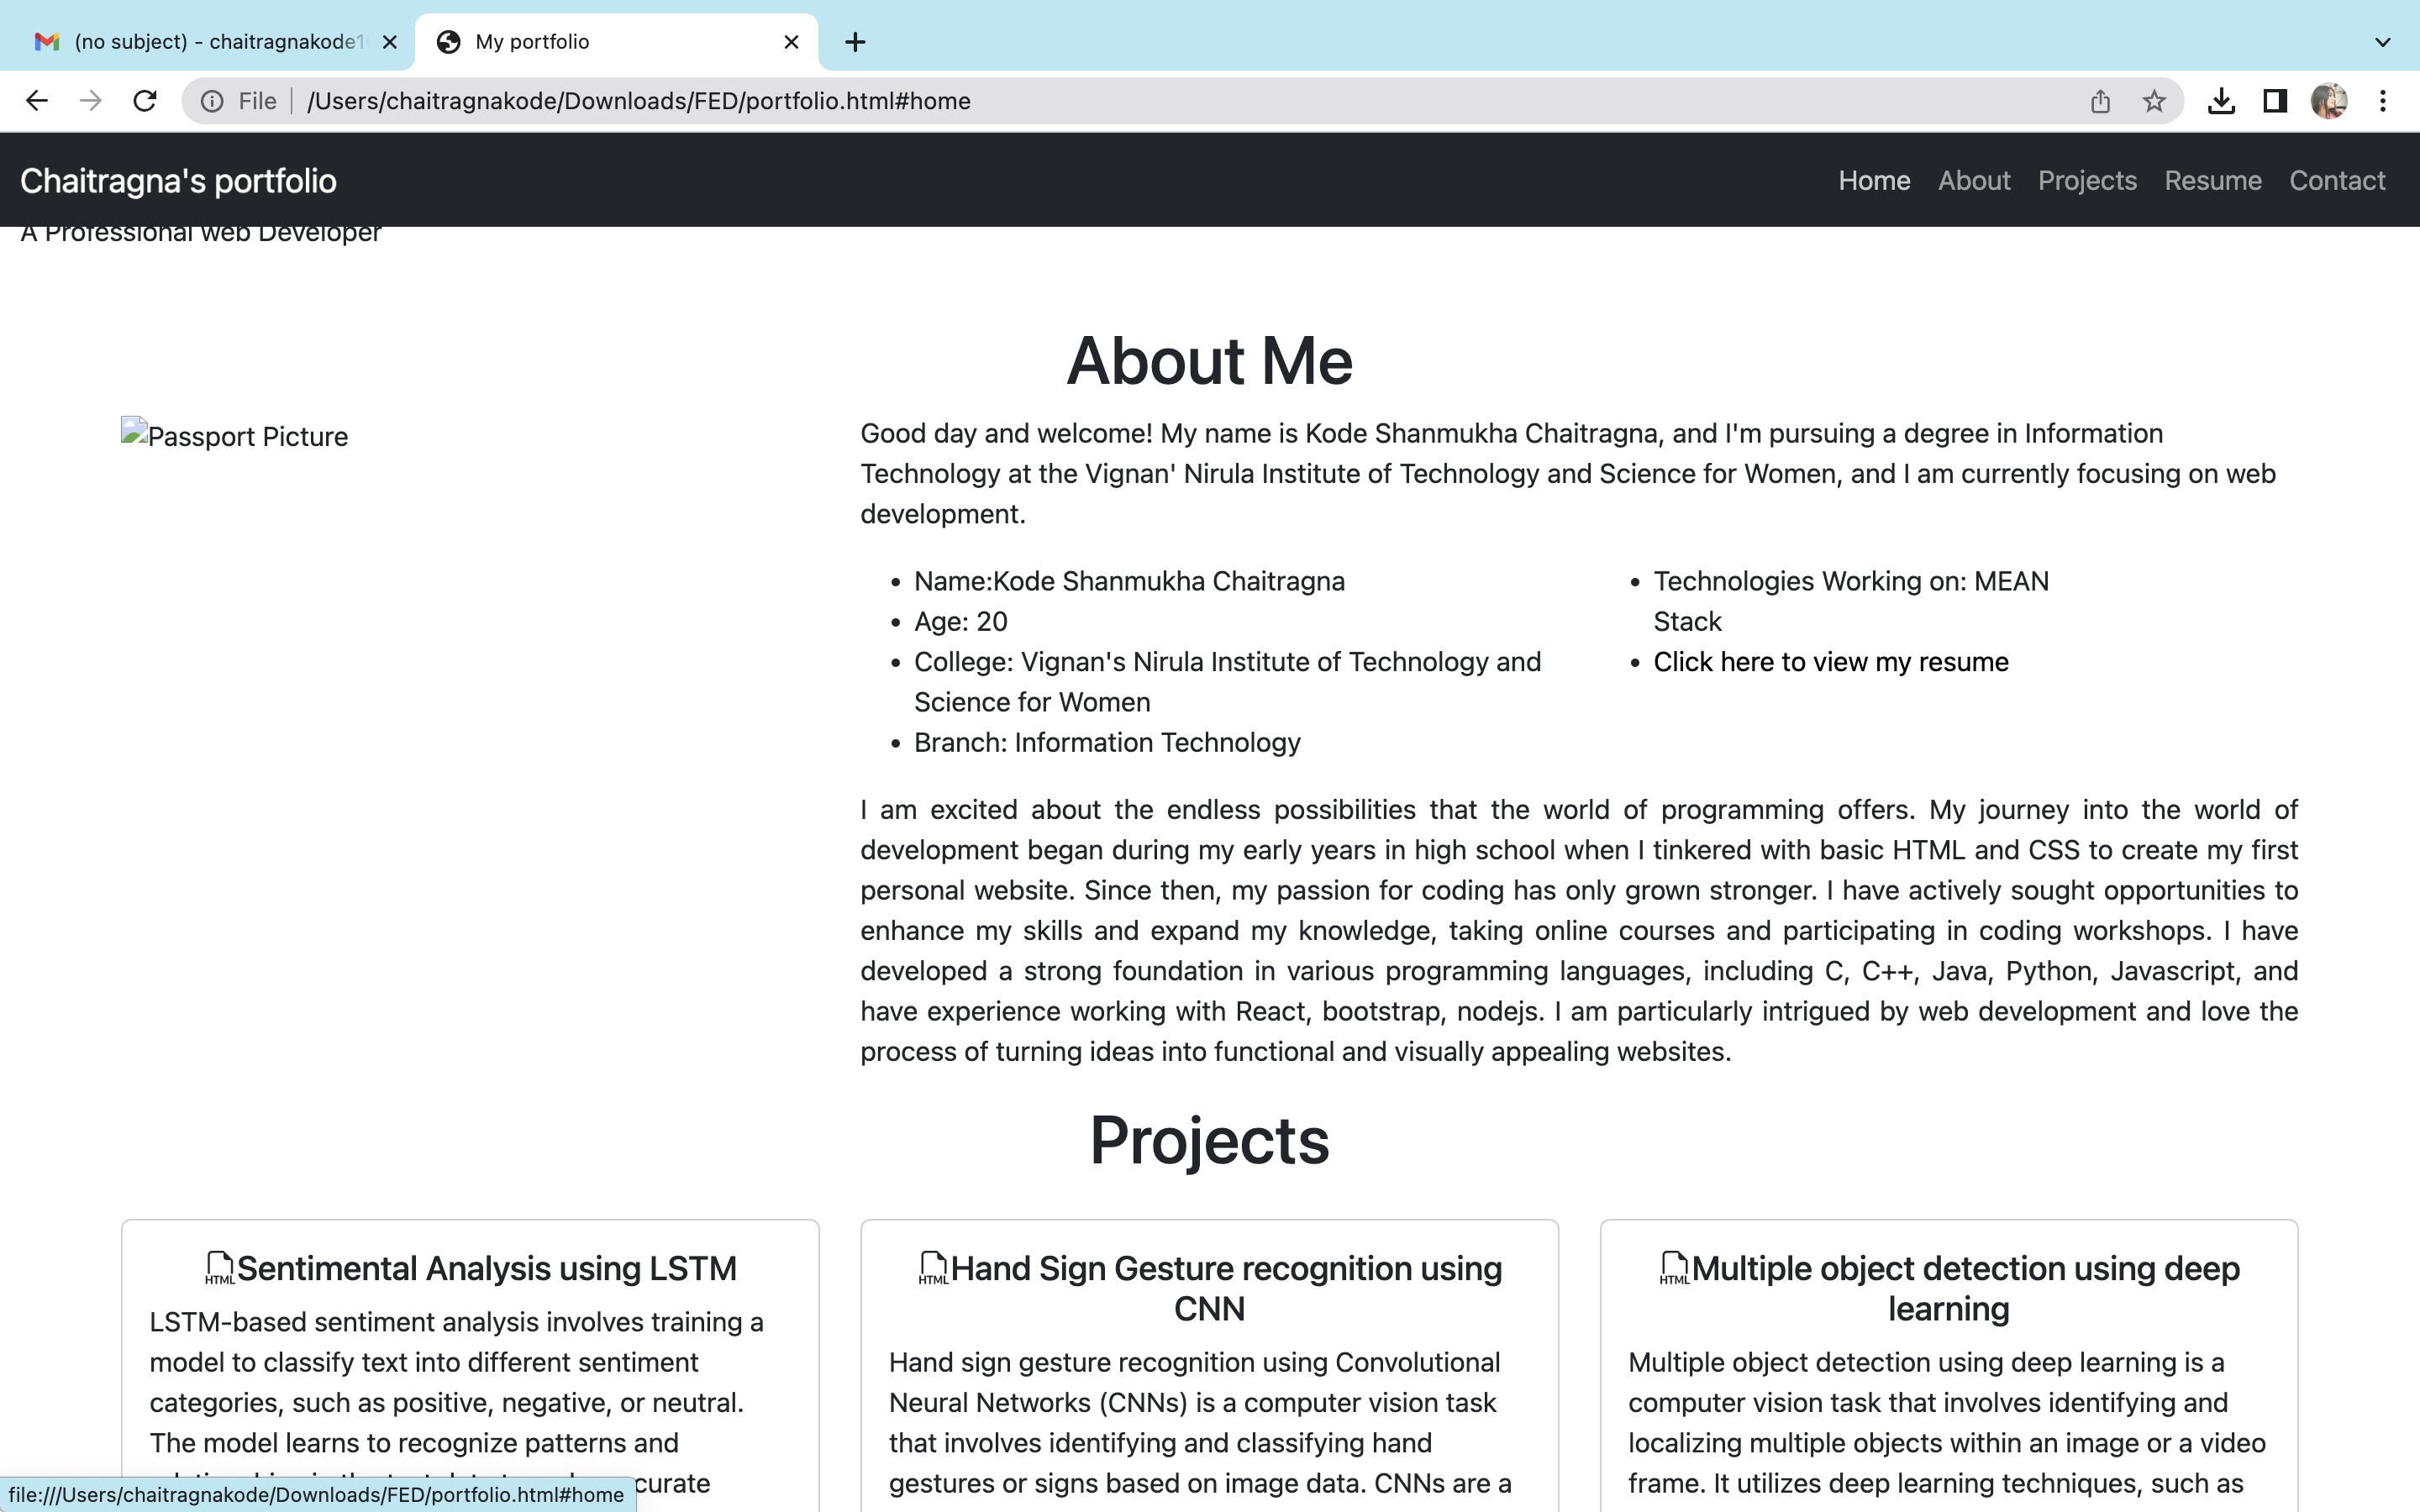 (no subject) - chaitragnakode1
My portfolio
File
/Users/chaitragnakode/Downloads/FED/portfolio.html#home
Chaitragna's portfolio
Home About Projects Resume Contact
A Professional Web Developer
About Me
Passport Picture
Good day and welcome! My name is Kode Shanmukha Chaitragna, and I'm pursuing a degree in Information
Technology at the Vignan' Nirula Institute of Technology and Science for Women, and I am currently focusing on web
development.
• Name:Kode Shanmukha Chaitragna
• Age: 20
• College: Vignan's Nirula Institute of Technology and
Science for Women
• Branch: Information Technology
• Technologies Working on: MEAN
Stack
• Click here to view my resume
I am excited about the endless possibilities that the world of programming offers. My journey into the world of
development began during my early years in high school when I tinkered with basic HTML and CSS to create my first
personal website. Since then, my passion for coding has only grown stronger. I have actively sought opportunities to
enhance my skills and expand my knowledge, taking online courses and participating in coding workshops. I have
developed a strong foundation in various programming languages, including C, C++, Java, Python, Javascript, and
have experience working with React, bootstrap, nodejs. I am particularly intrigued by web development and love the
process of turning ideas into functional and visually appealing websites.
Projects
HTML Sentimental Analysis using LSTM
LSTM-based sentiment analysis involves training a
model to classify text into different sentiment
categories, such as positive, negative, or neutral.
The model learns to recognize patterns and
HTML Hand Sign Gesture recognition using
CNN
Hand sign gesture recognition using Convolutional
Neural Networks (CNNs) is a computer vision task
that involves identifying and classifying hand
gestures or signs based on image data. CNNs are a
HTML Multiple object detection using deep
learning
Multiple object detection using deep learning is a
computer vision task that involves identifying and
localizing multiple objects within an image or a video
frame. It utilizes deep learning techniques, such as
file:///Users/chaitragnakode/Downloads/FED/portfolio.html#home